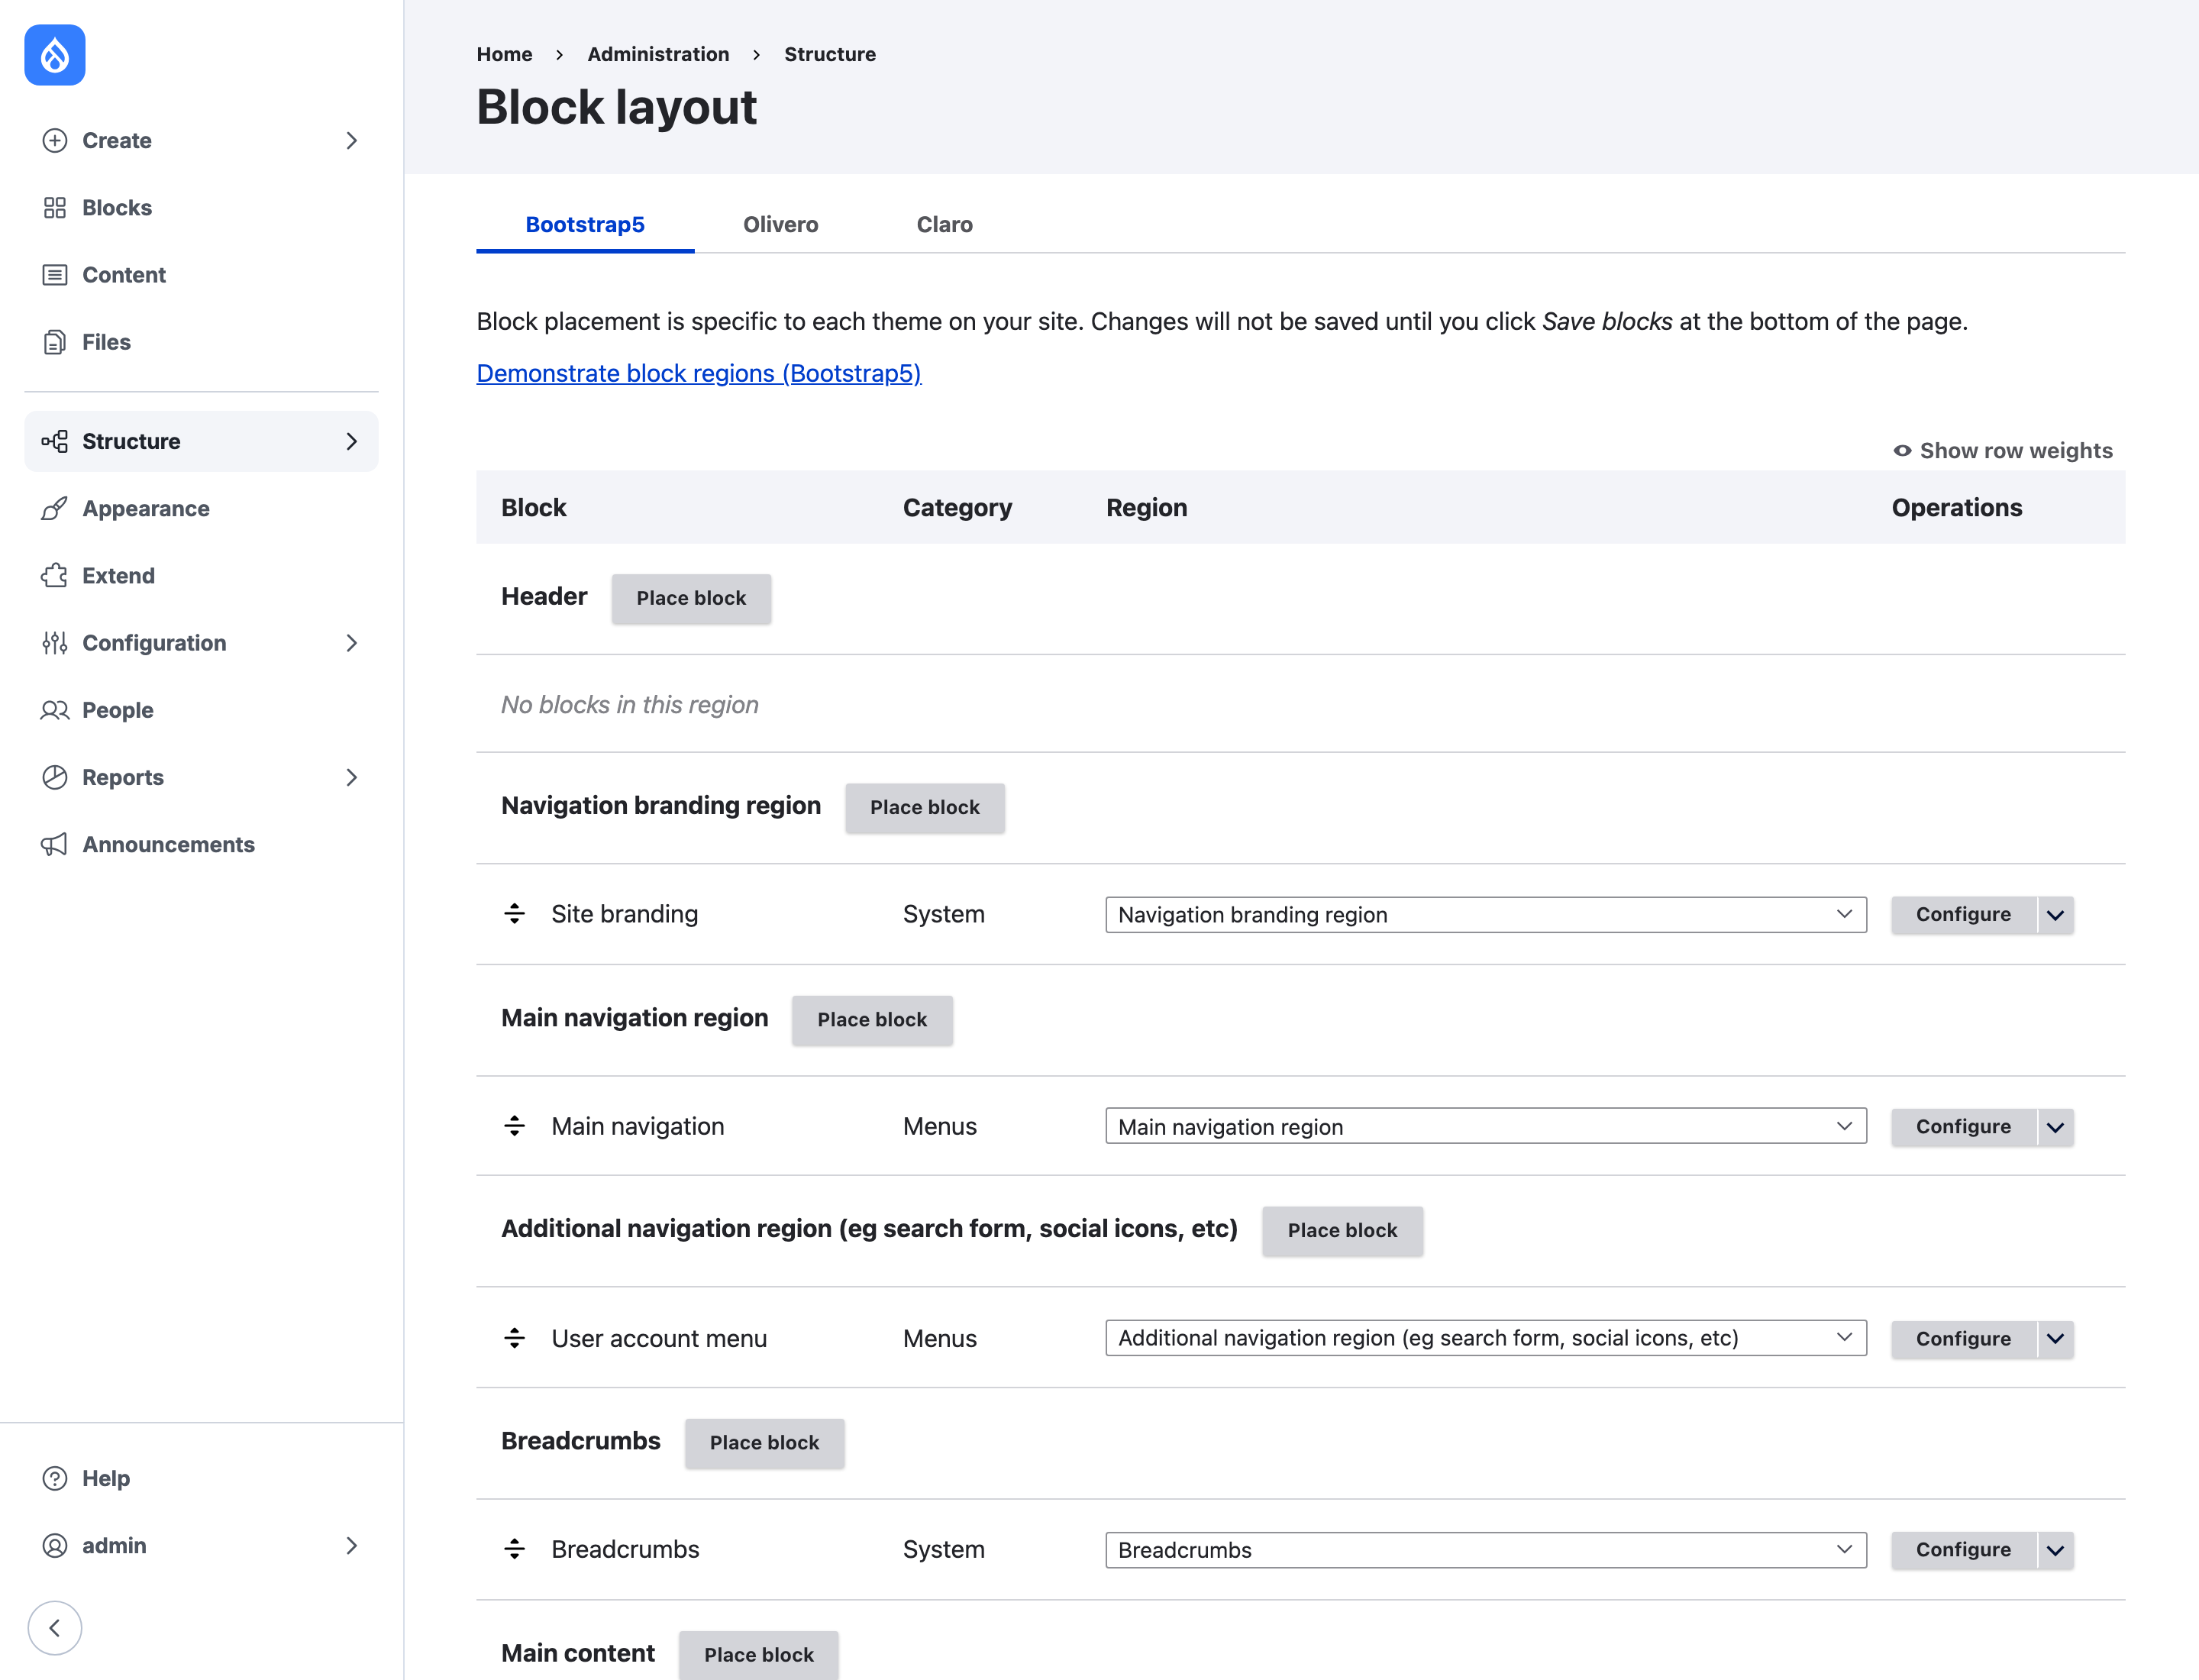 Create
Blocks
Content
Files
Structure
Appearance
Extend
Configuration
People
Reports
Announcements
Help
admin
Home > Administration > Structure
Block layout
Bootstrap5 Olivero Claro
Block placement is specific to each theme on your site. Changes will not be saved until you click Save blocks at the bottom of the page.
Demonstrate block regions (Bootstrap5)
Show row weights
Block Category Region Operations
Header Place block
No blocks in this region
Navigation branding region Place block
Site branding System Navigation branding region Configure
Main navigation region Place block
Main navigation Menus Main navigation region Configure
Additional navigation region (eg search form, social icons, etc) Place block
User account menu Menus Additional navigation region (eg search form, social icons, etc) Configure
Breadcrumbs Place block
Breadcrumbs System Breadcrumbs Configure
Main content Place block